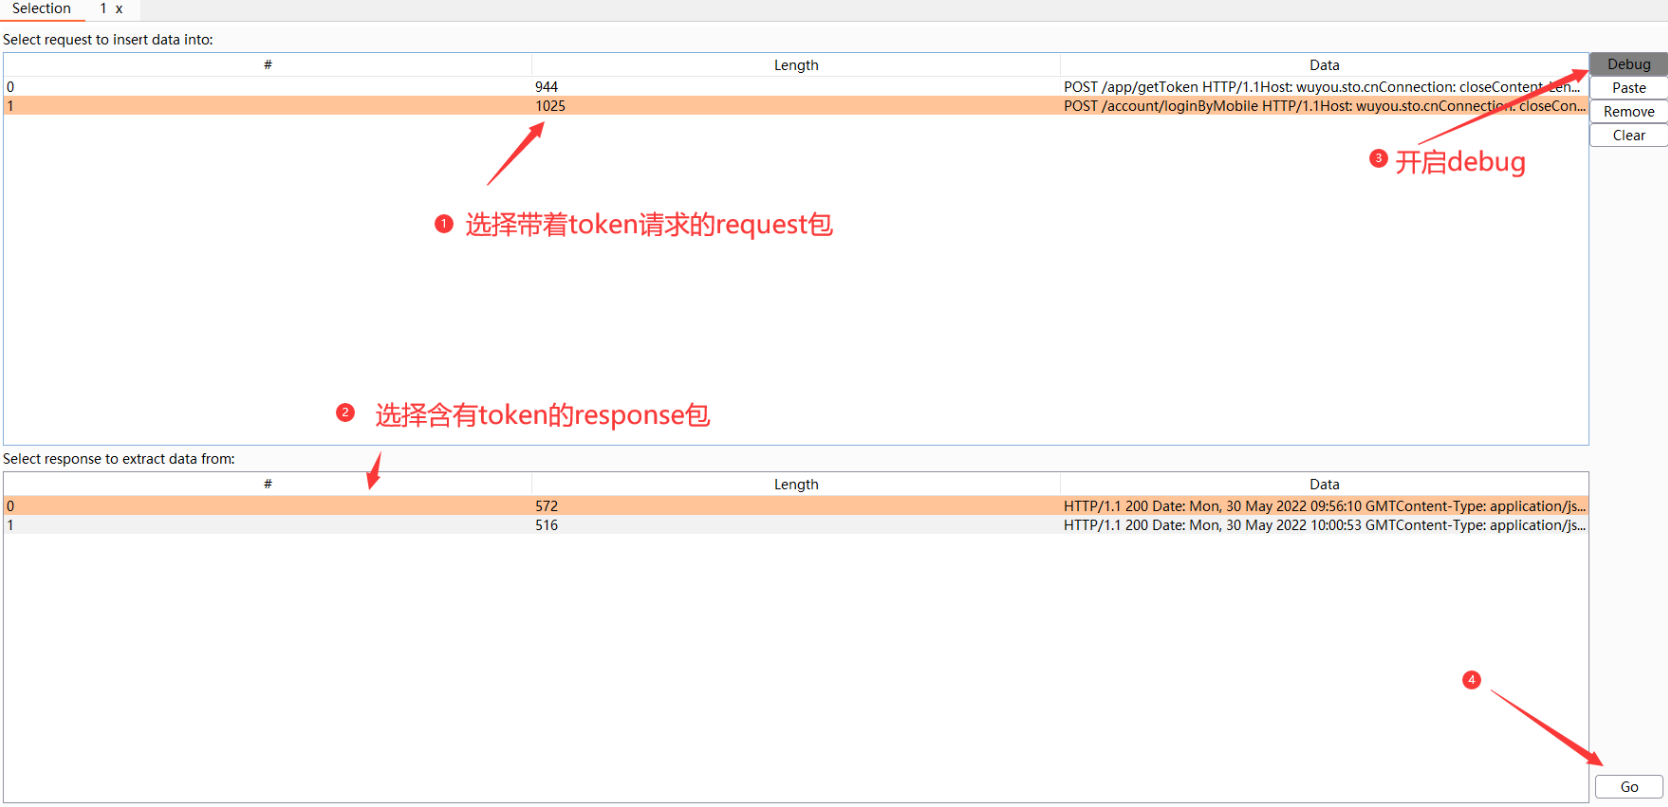 Selection 1 x
Select request to insert data into:
# Length Data
0 944 POST /app/getToken HTTP/1.1Host: wuyou.sto.cnConnection: closeContent-Len...
1 1025 POST /account/loginByMobile HTTP/1.1Host: wuyou.sto.cnConnection: closeCon...
Debug
Paste
Remove
Clear
3 开启debug
1 选择带着token请求的request包
2 选择含有token的response包
Select response to extract data from:
# Length Data
0 572 HTTP/1.1 200 Date: Mon, 30 May 2022 09:56:10 GMTContent-Type: application/js...
1 516 HTTP/1.1 200 Date: Mon, 30 May 2022 10:00:53 GMTContent-Type: application/js...
4
Go